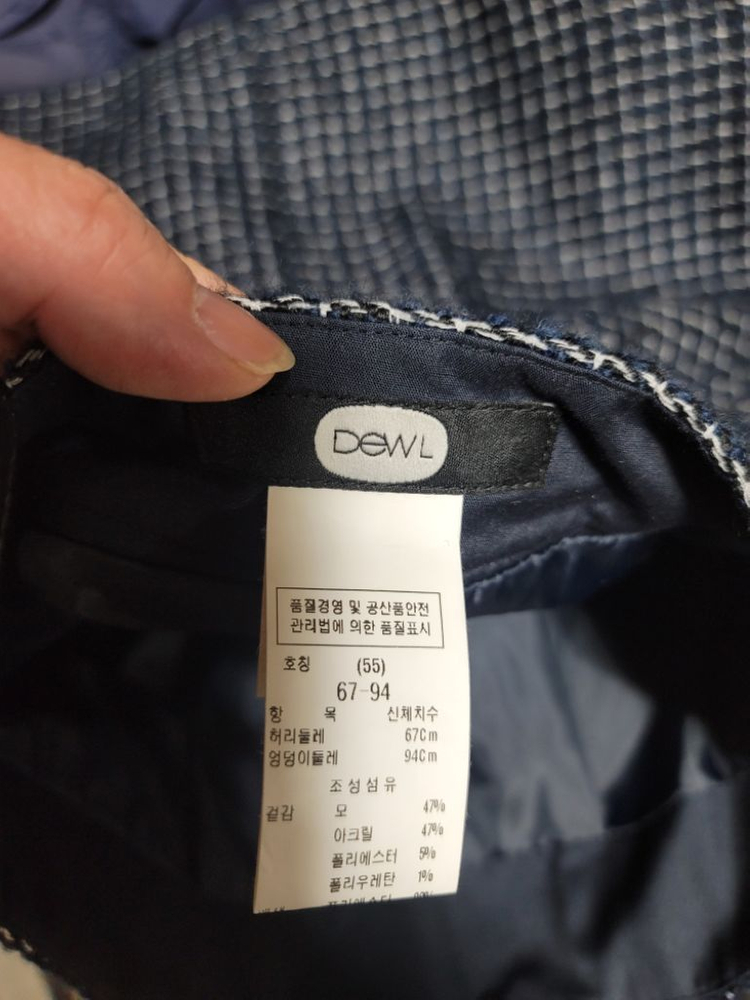 DEWL
품질경영 및 공산품안전
관리법에 의한 품질표시
호칭 (55)
67-94
항 목 신체치수
허리둘레 67Cm
엉덩이둘레 94Cm
조성섬유
겉감 모 47%
아크릴 47%
폴리에스터 5%
폴리우레탄 1%